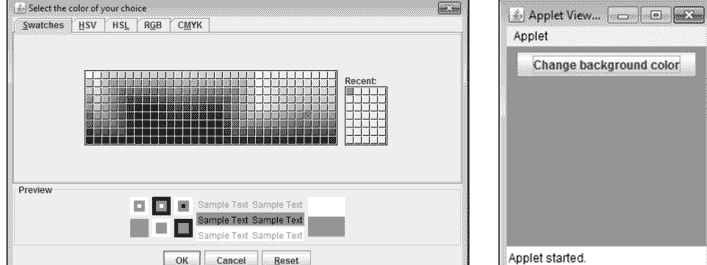 Select the color of your choice
Swatches HSV HSL RGB CMYK
Recent:
Preview
Sample Text Sample Text
Sample Text Sample Text
Sample Text Sample Text
OK Cancel Reset
Applet View...
Applet
Change background color
Applet started.